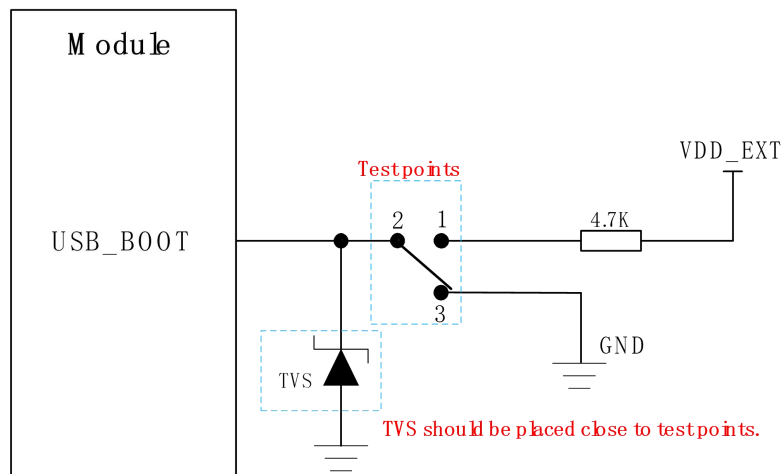 Module
VDD_EXT
Testpoints
2
1
4.7K
USB_BOOT
3
GND
TVS
TVS should be placed close to testpoints.